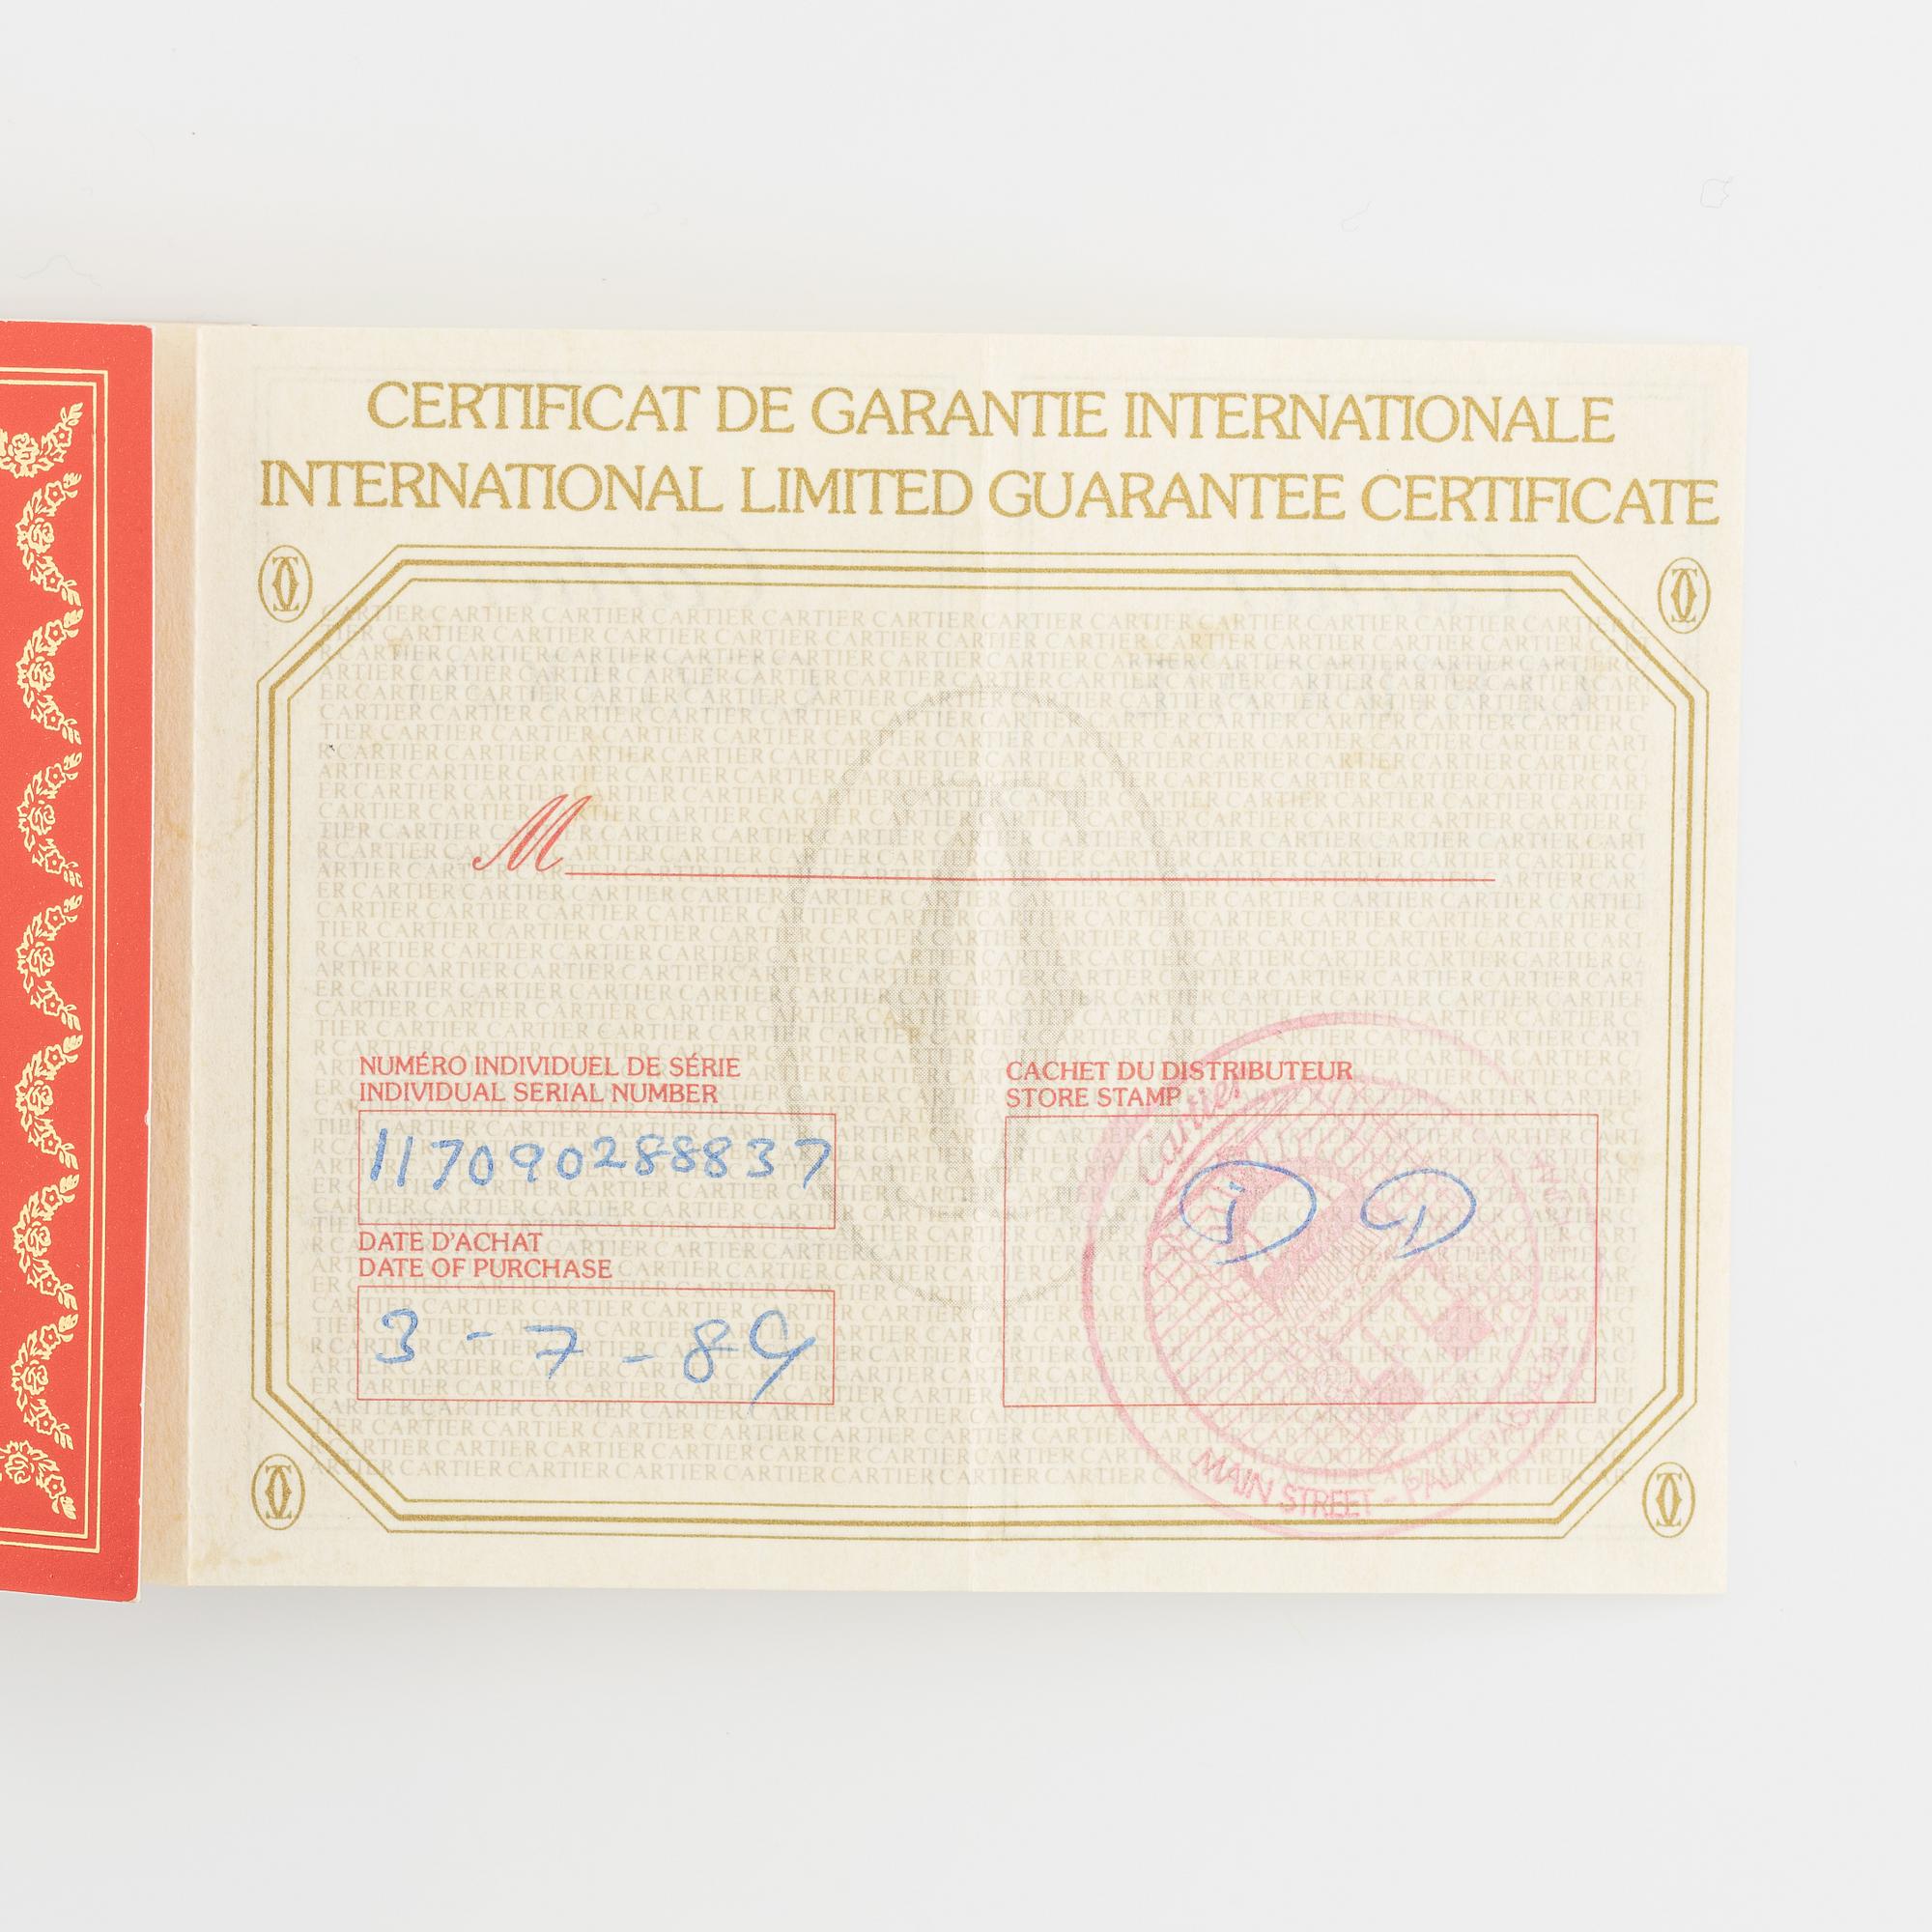 CERTIFICAT DE GARANTIE INTERNATIONALE
INTERNATIONAL LIMITED GUARANTEE CERTIFICATE
M
NUMÉRO INDIVIDUEL DE SÉRIE
INDIVIDUAL SERIAL NUMBER
117090288837
DATE D'ACHAT
DATE OF PURCHASE
3 - 7 - 89
CACHET DU DISTRIBUTEUR
STORE STAMP
Cartier
MAIN STREET -